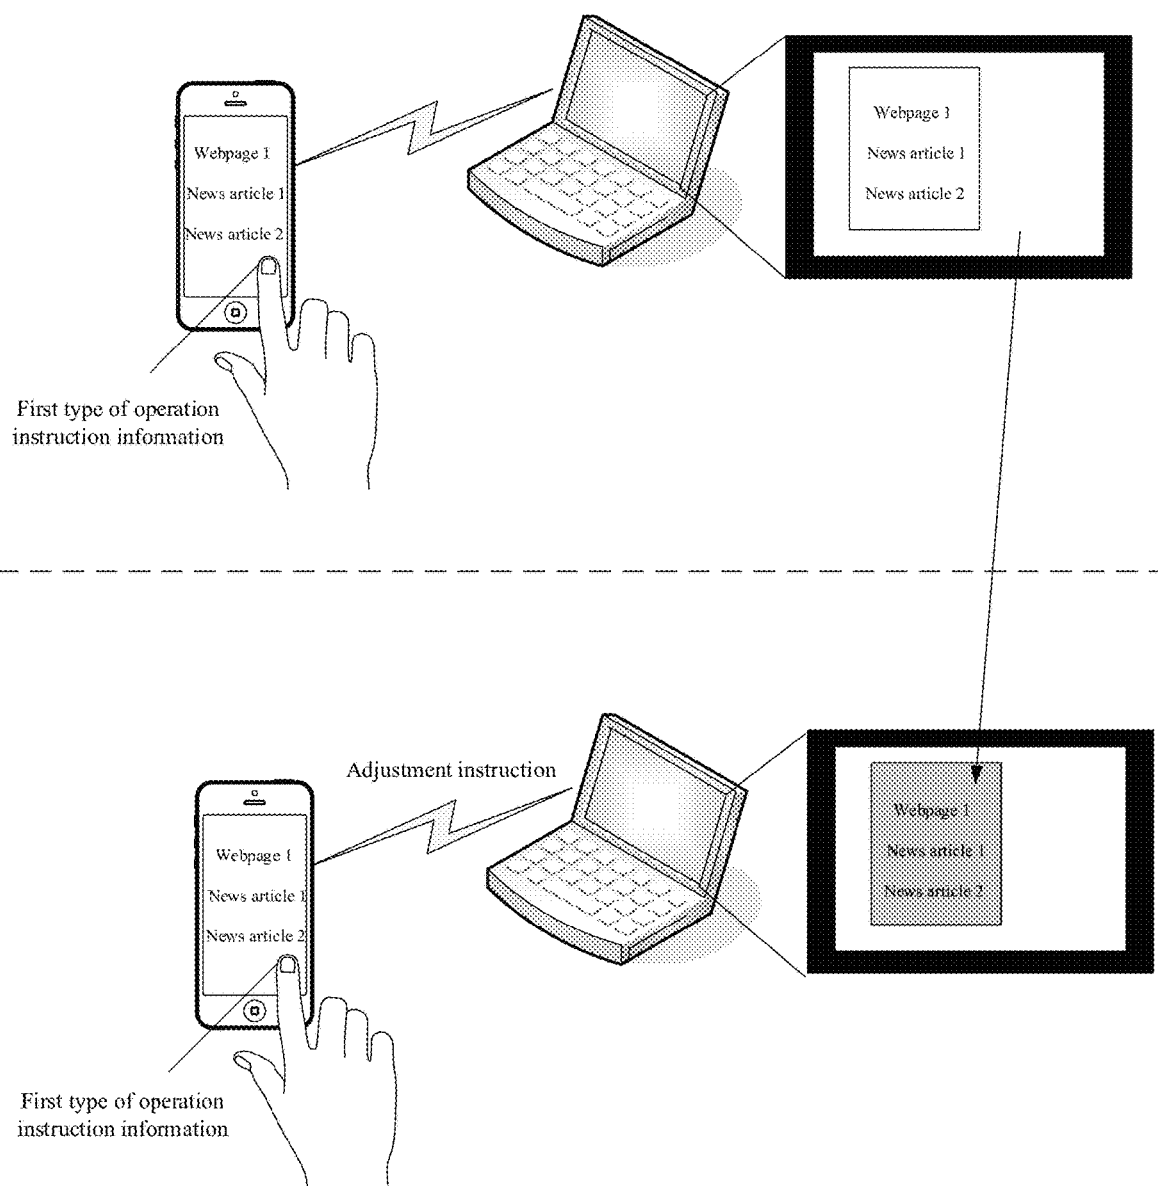 Webpage 1
News article 1
News article 2
First type of operation
instruction information
Webpage 1
News article 1
News article 2
Adjustment instruction
Webpage 1
News article 1
News article 2
First type of operation
instruction information
Webpage 1
News article 1
News article 2